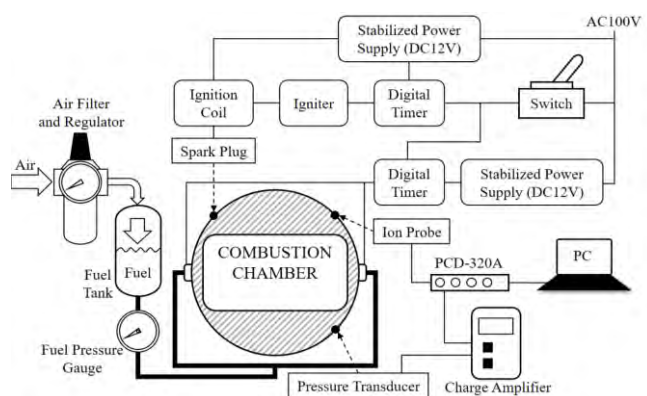 AC100V
Stabilized Power
Supply (DC12V)
Air Filter
and Regulator
Ignition
Coil
Igniter
Digital
Timer
Switch
Spark Plug
Air
Digital
Timer
Stabilized Power
Supply (DC12V)
Ion Probe
COMBUSTION
CHAMBER
PCD-320A
PC
Fuel
Fuel
Tank
Fuel Pressure
Gauge
Pressure Transducer
Charge Amplifier